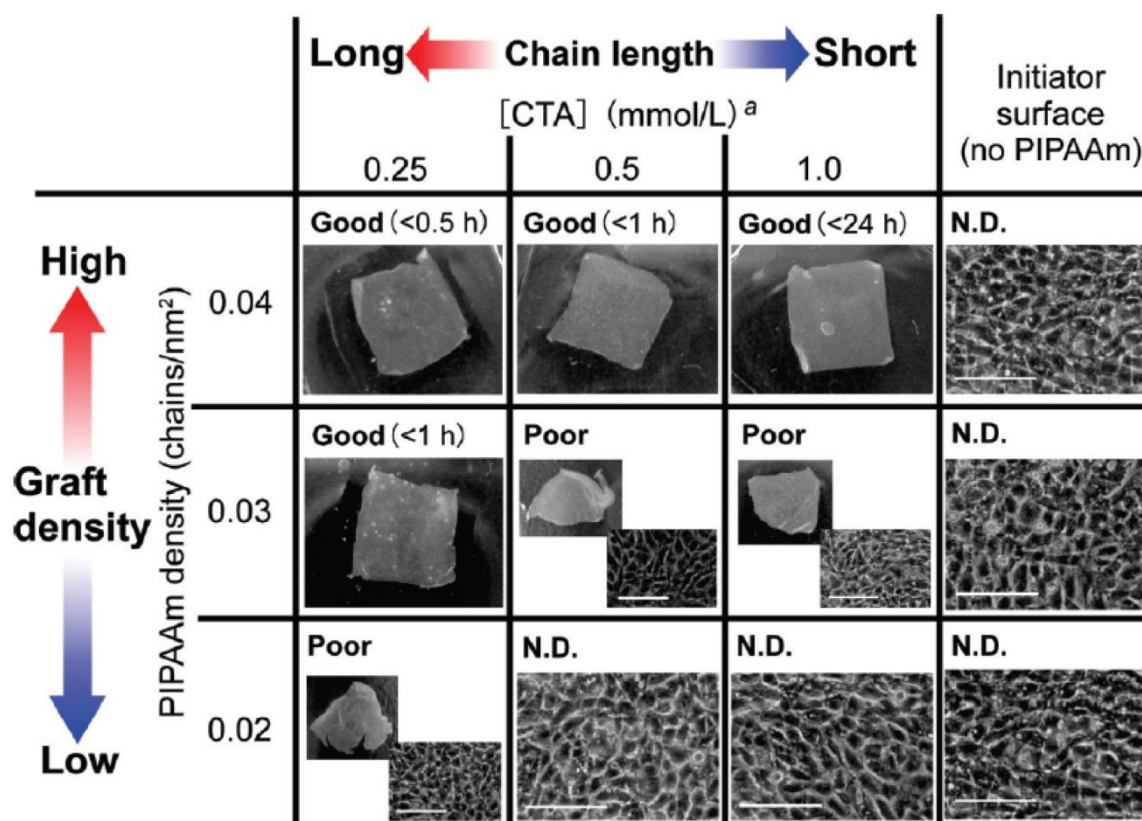 Long Chain length Short
[CTA] (mmol/L) a
0.25 0.5 1.0
Initiator
surface
(no PIPAAm)
High
Graft
density
Low
PIPAAm density (chains/nm²)
0.04
Good (<0.5 h) Good (<1 h) Good (<24 h) N.D.
0.03
Good (<1 h) Poor Poor N.D.
0.02
Poor N.D. N.D. N.D.